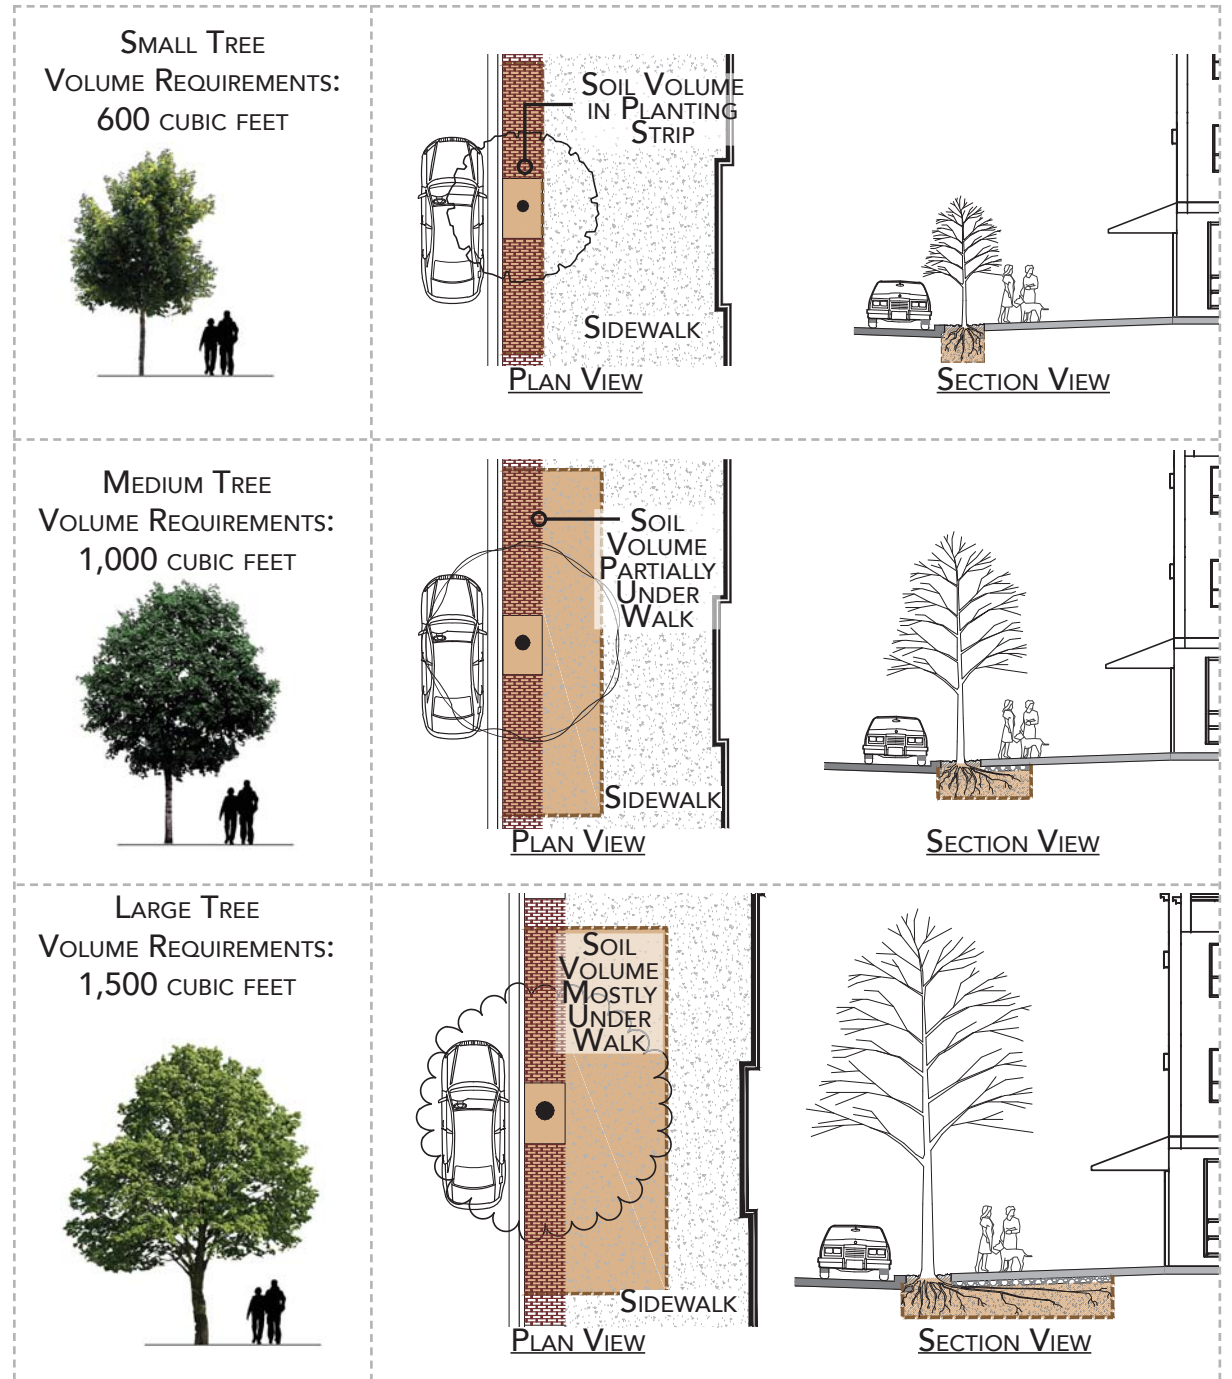 Small Tree
Volume Requirements:
600 cubic feet
Soil Volume
in Planting
Strip
Sidewalk
Plan View
Section View
Medium Tree
Volume Requirements:
1,000 cubic feet
Soil
Volume
Partially
Under
Walk
Sidewalk
Plan View
Section View
Large Tree
Volume Requirements:
1,500 cubic feet
Soil
Volume
Mostly
Under
Walk
Sidewalk
Plan View
Section View